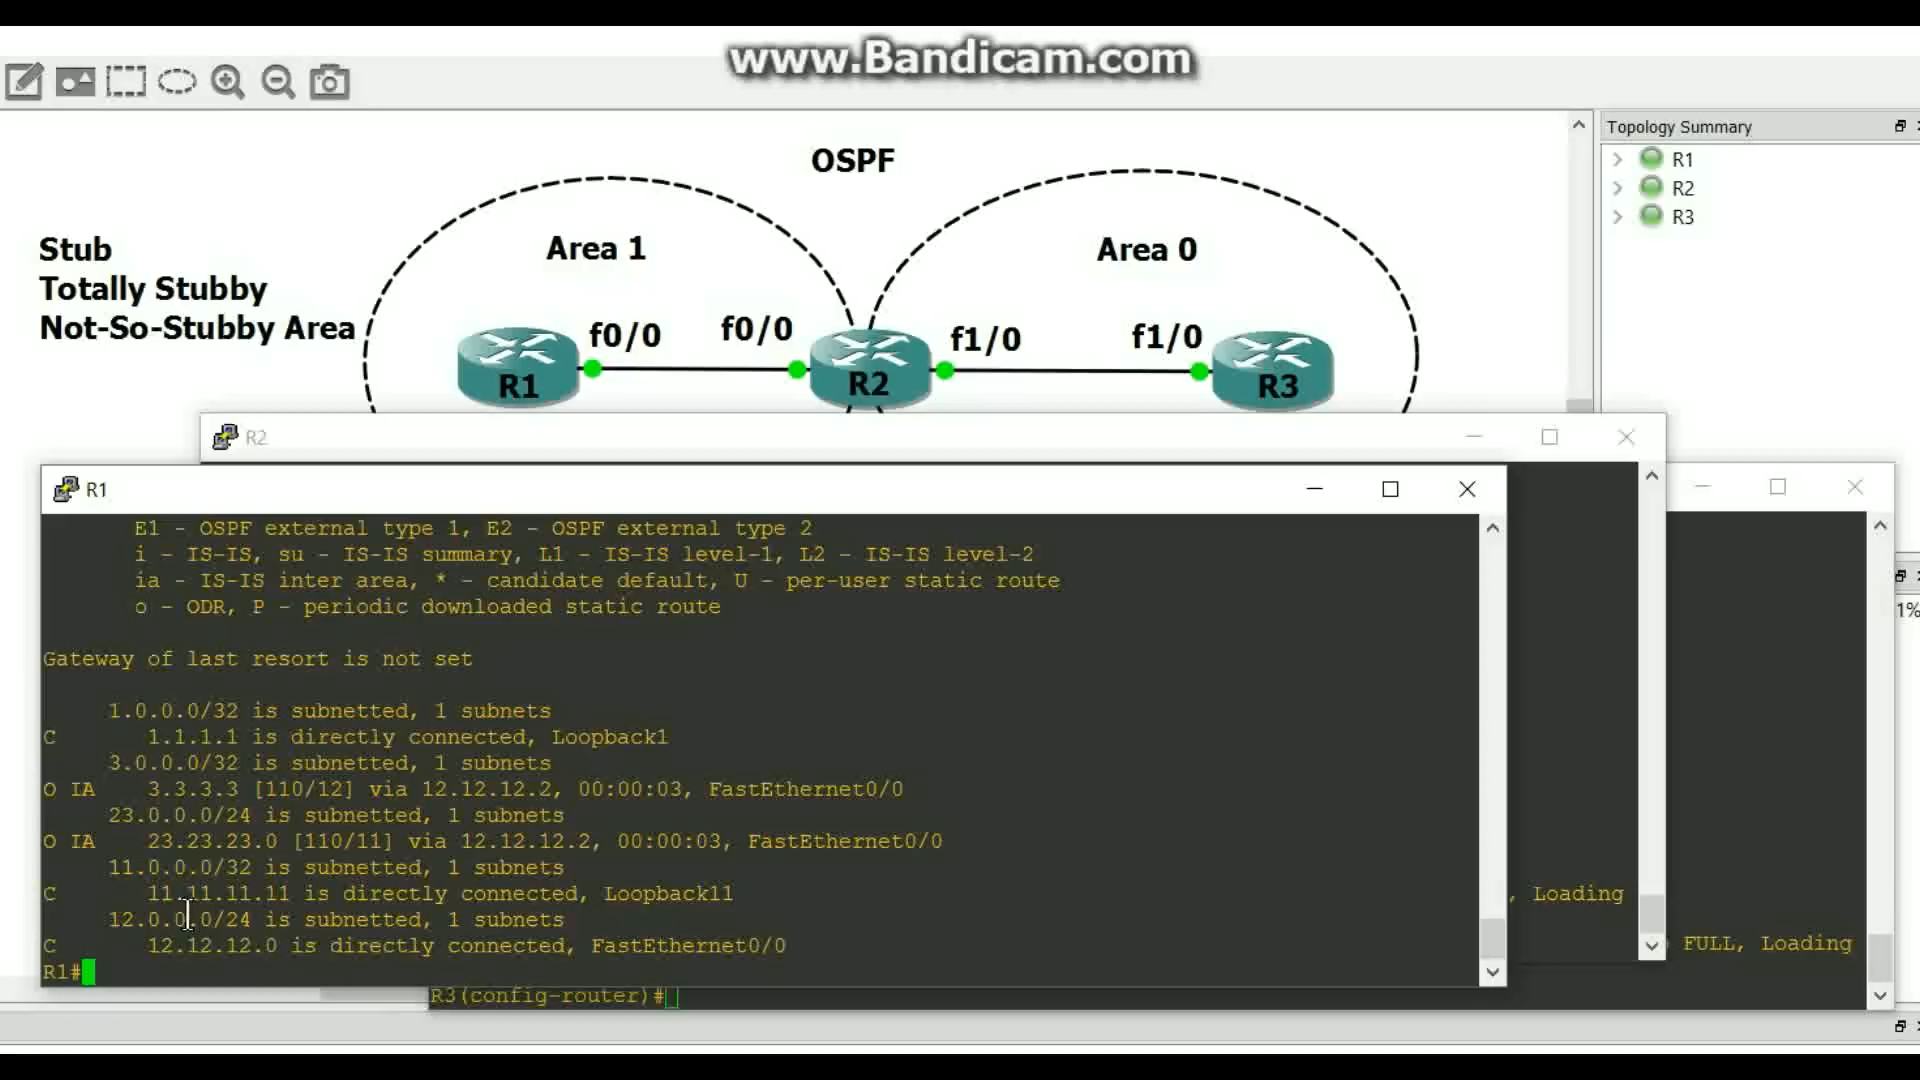 www.Bandicam.com
Topology Summary
R1
R2
R3
OSPF
Area 1
Area 0
Stub
Totally Stubby
Not-So-Stubby Area
f0/0
f0/0
f1/0
f1/0
R1
R2
R3
R2
R1
E1 - OSPF external type 1, E2 - OSPF external type 2
i - IS-IS, su - IS-IS summary, L1 - IS-IS level-1, L2 - IS-IS level-2
ia - IS-IS inter area, * - candidate default, U - per-user static route
o - ODR, P - periodic downloaded static route
Gateway of last resort is not set
1.0.0.0/32 is subnetted, 1 subnets
C 1.1.1.1 is directly connected, Loopback1
3.0.0.0/32 is subnetted, 1 subnets
O IA 3.3.3.3 [110/12] via 12.12.12.2, 00:00:03, FastEthernet0/0
23.0.0.0/24 is subnetted, 1 subnets
O IA 23.23.23.0 [110/11] via 12.12.12.2, 00:00:03, FastEthernet0/0
11.0.0.0/32 is subnetted, 1 subnets
C 11.11.11.11 is directly connected, Loopback11
12.0.0.0/24 is subnetted, 1 subnets
C 12.12.12.0 is directly connected, FastEthernet0/0
R1#
, Loading
FULL, Loading
R3(config-router)#
1%